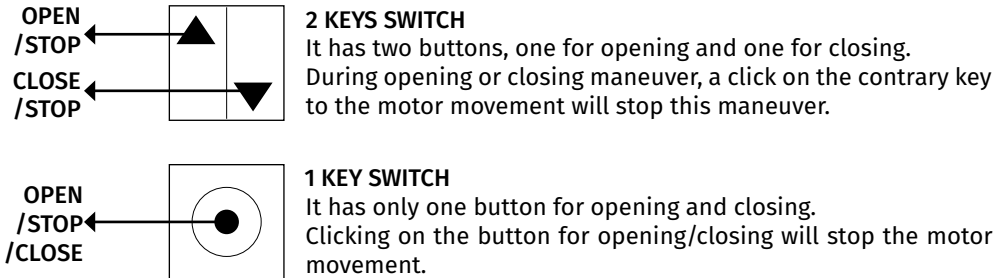 OPEN
/STOP
CLOSE
/STOP
2 KEYS SWITCH
It has two buttons, one for opening and one for closing.
During opening or closing maneuver, a click on the contrary key
to the motor movement will stop this maneuver.
OPEN
/STOP
/CLOSE
1 KEY SWITCH
It has only one button for opening and closing.
Clicking on the button for opening/closing will stop the motor
movement.